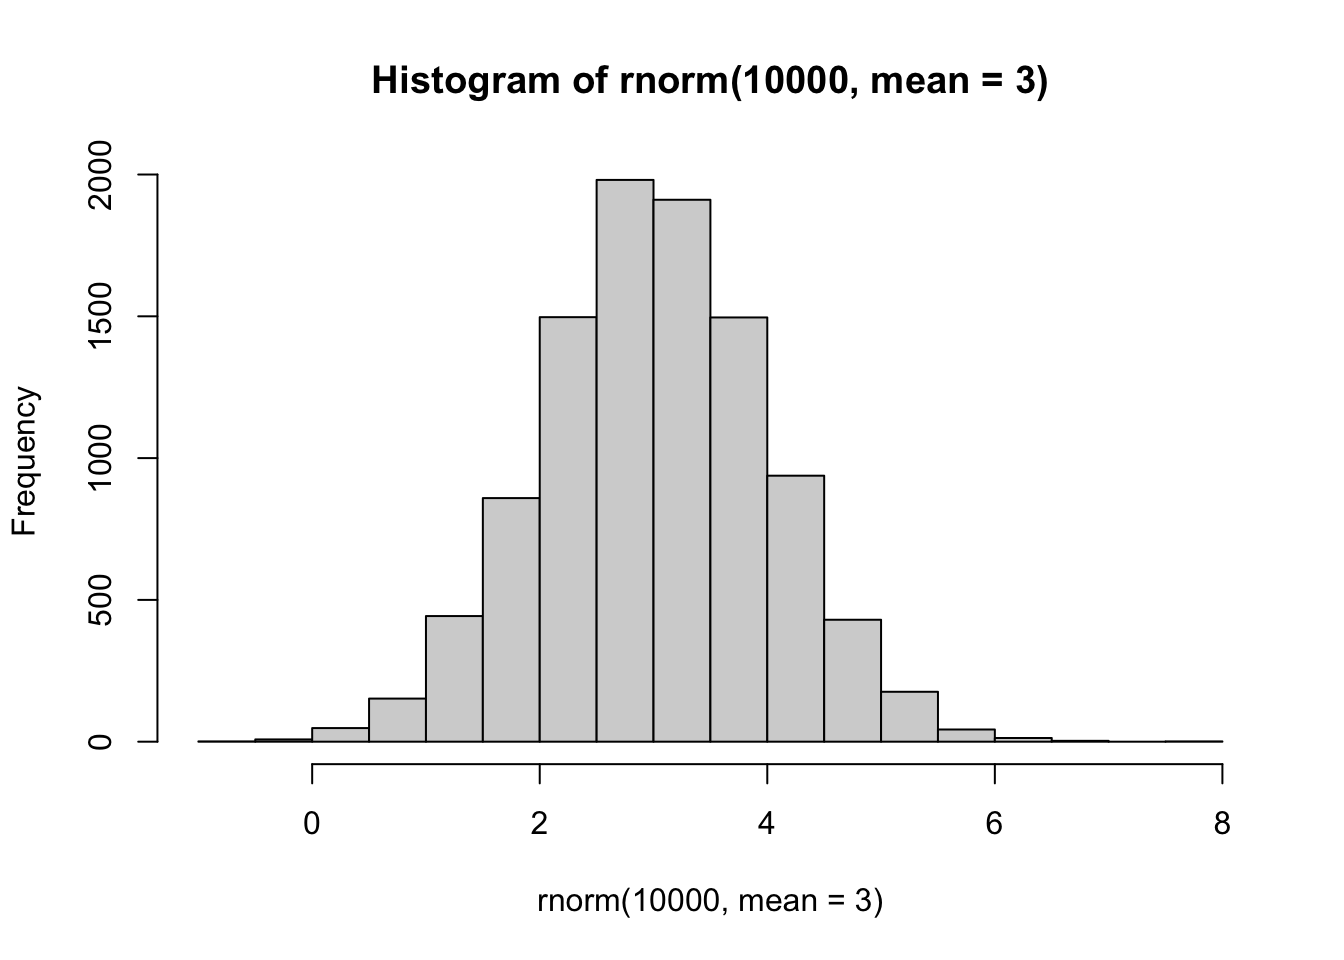 Histogram of rnorm(10000, mean = 3)
Frequency
2000
1500
1000
500
0
0 2 4 6 8
rnorm(10000, mean = 3)